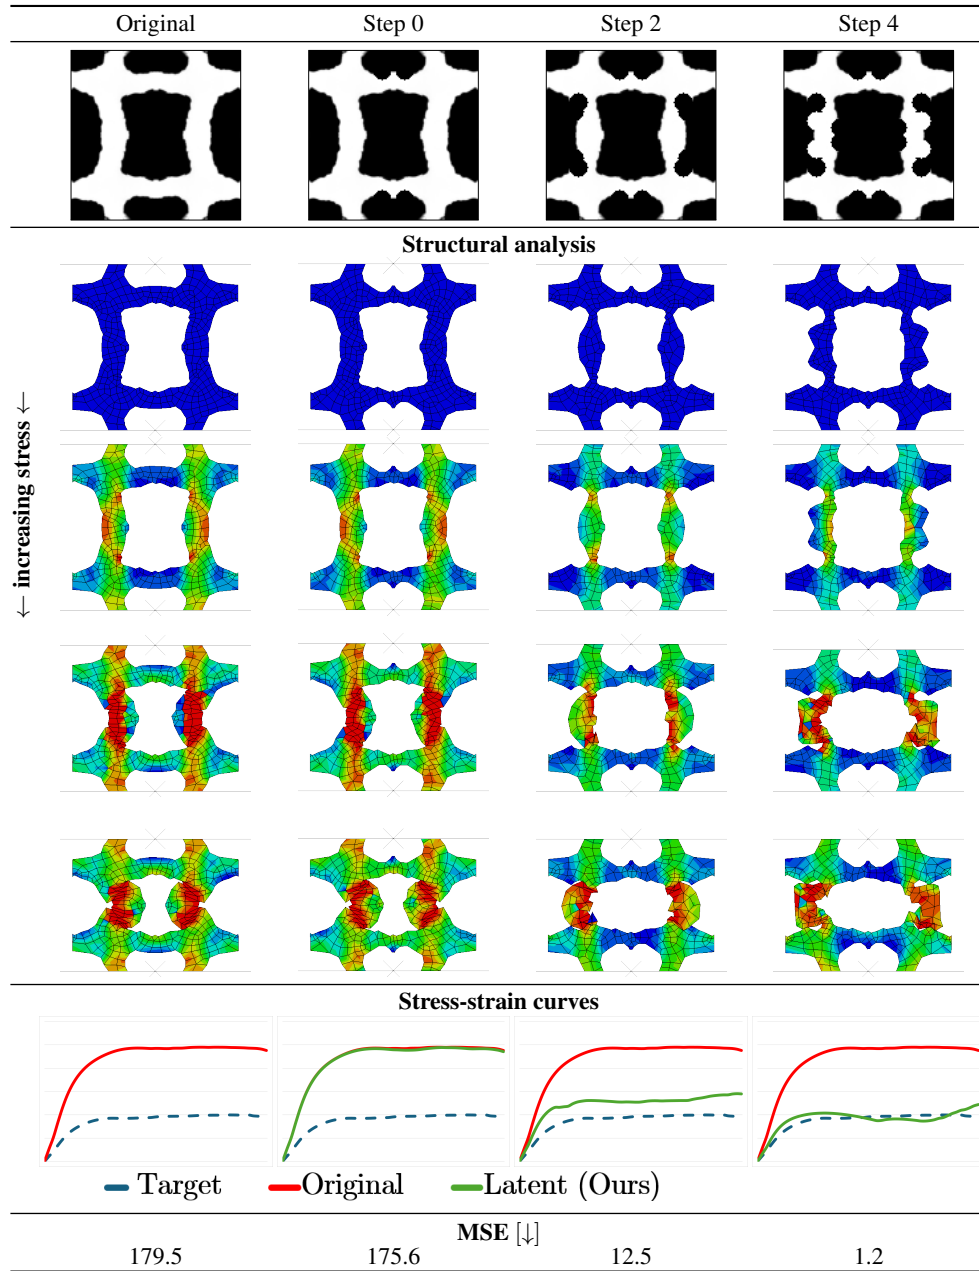 Original Step 0 Step 2 Step 4
Structural analysis
← increasing stress ←
Stress-strain curves
Target Original Latent (Ours)
MSE [↓]
179.5 175.6 12.5 1.2